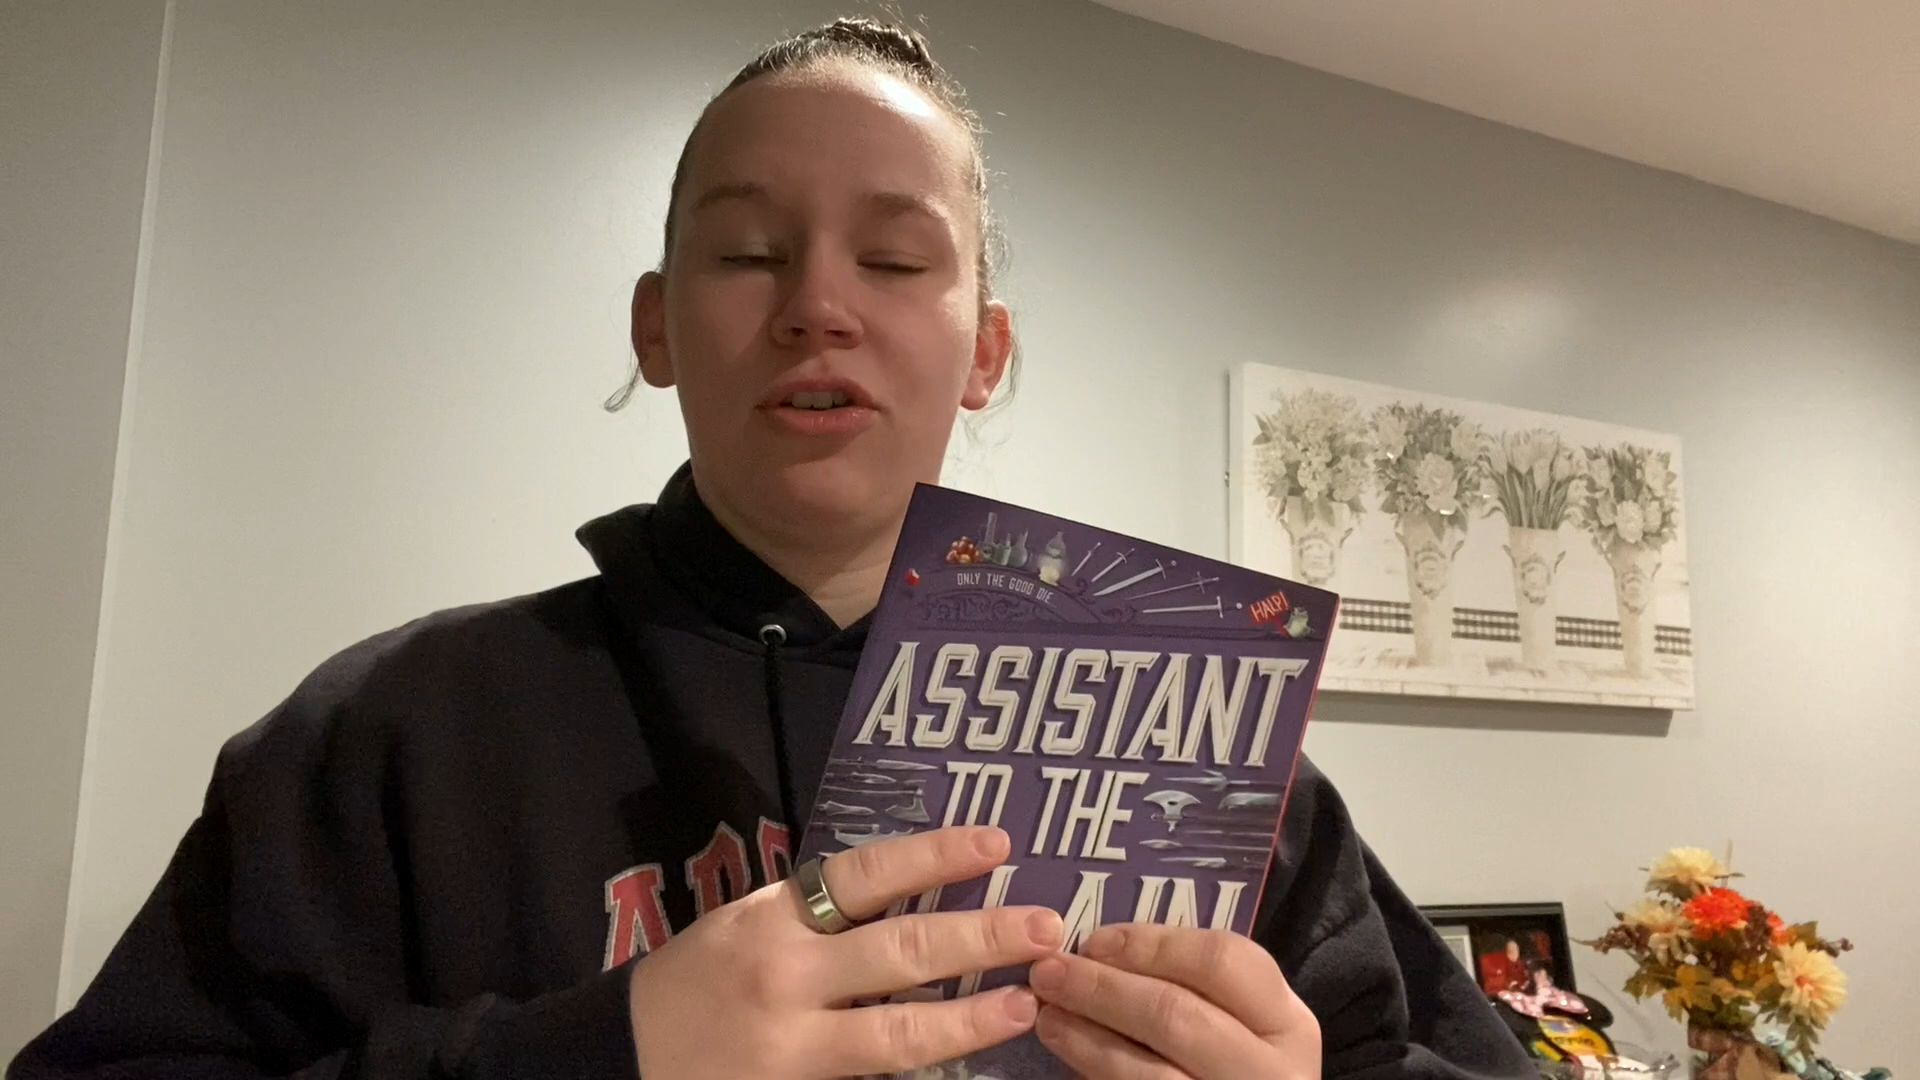 ONLY THE GOOD DIE
HALP!
ASSISTANT
TO THE